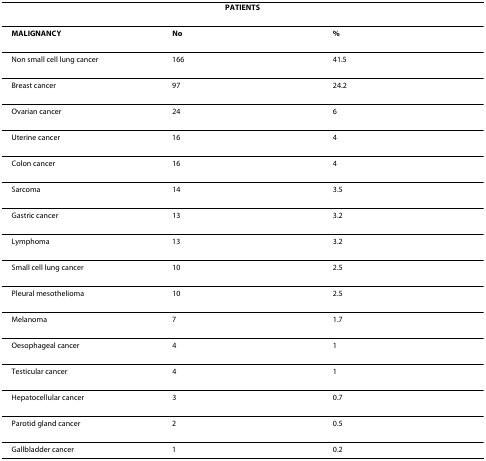 PATIENTS
MALIGNANCY No %
Non small cell lung cancer 166 41.5
Breast cancer 97 24.2
Ovarian cancer 24 6
Uterine cancer 16 4
Colon cancer 16 4
Sarcoma 14 3.5
Gastric cancer 13 3.2
Lymphoma 13 3.2
Small cell lung cancer 10 2.5
Pleural mesothelioma 10 2.5
Melanoma 7 1.7
Oesophageal cancer 4 1
Testicular cancer 4 1
Hepatocellular cancer 3 0.7
Parotid gland cancer 2 0.5
Gallbladder cancer 1 0.2